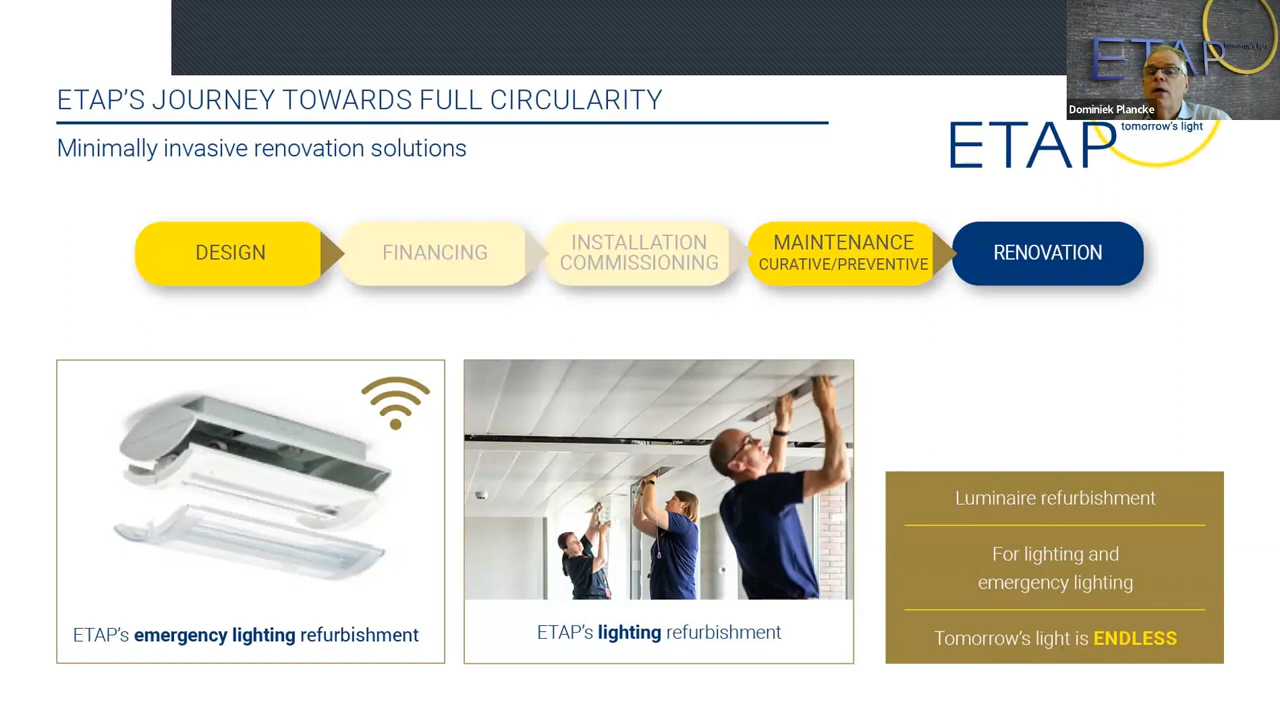 ETAP
Dominiek Plancke
ETAP'S JOURNEY TOWARDS FULL CIRCULARITY
Minimally invasive renovation solutions
ETAP
tomorrow's light
DESIGN
FINANCING
INSTALLATION
COMMISSIONING
MAINTENANCE
CURATIVE/PREVENTIVE
RENOVATION
ETAP's emergency lighting refurbishment
ETAP's lighting refurbishment
Luminaire refurbishment
For lighting and
emergency lighting
Tomorrow's light is ENDLESS